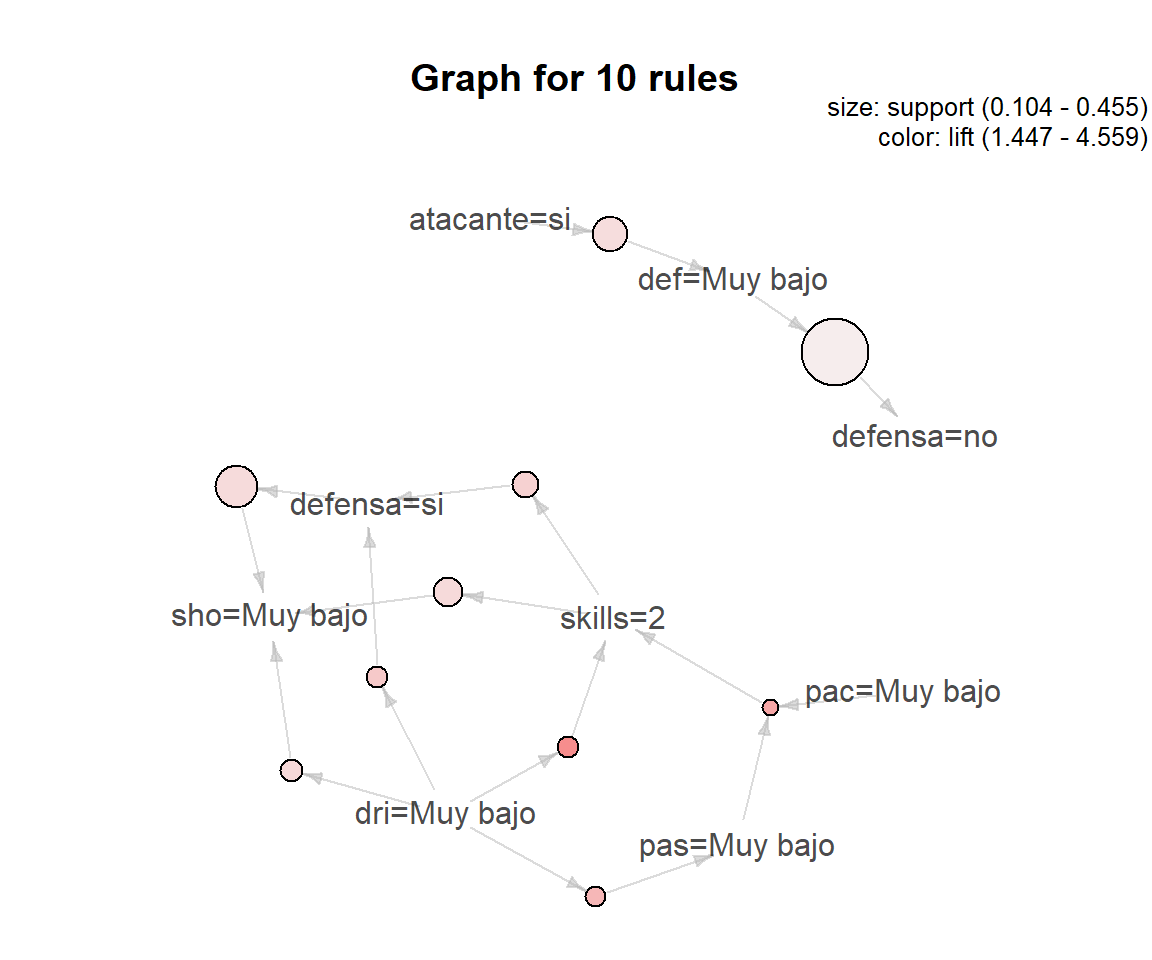 Graph for 10 rules
size: support (0.104 - 0.455)
color: lift (1.447 - 4.559)
atacante=si
def=Muy bajo
defensa=no
defensa=si
sho=Muy bajo
skills=2
pac=Muy bajo
dri=Muy bajo
pas=Muy bajo